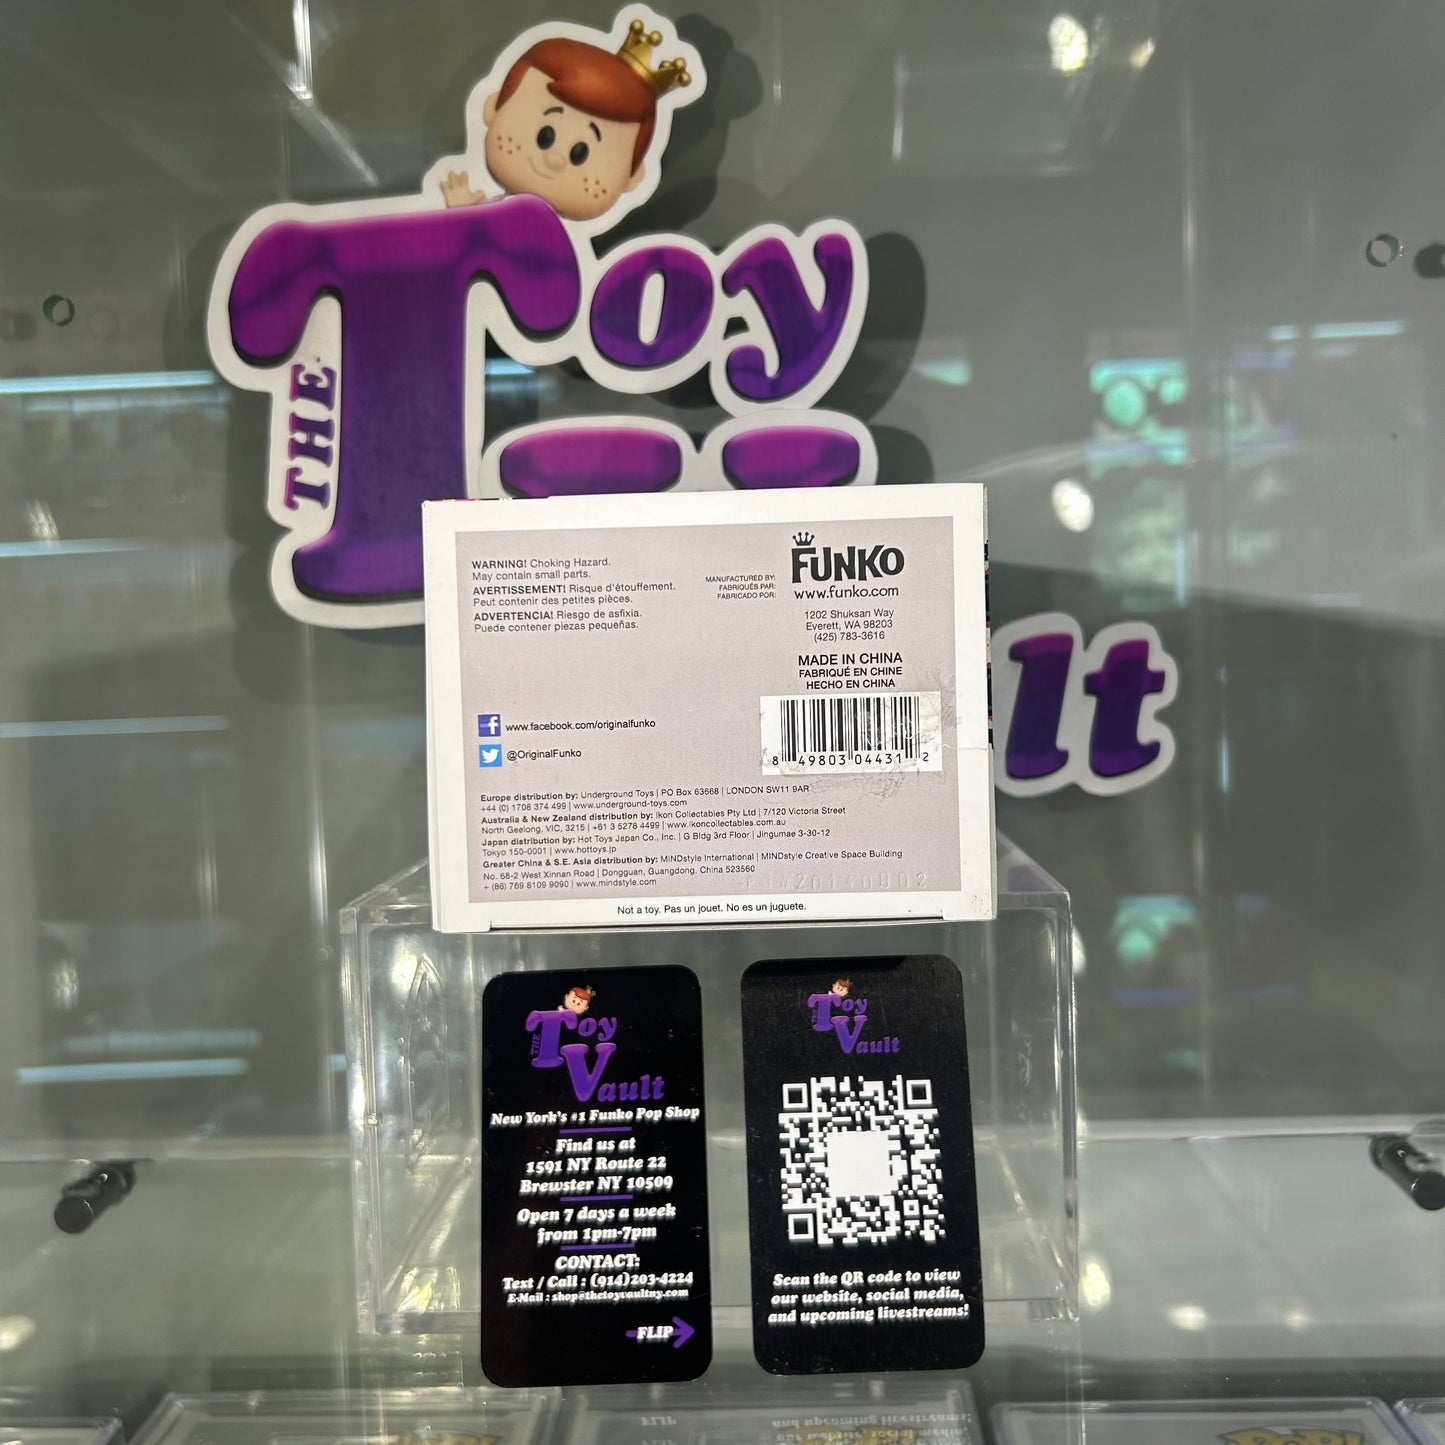 THE Toy
lt
WARNING! Choking Hazard.
May contain small parts.
AVERTISSEMENT! Risque d'étouffement.
Peut contenir des petites pièces.
ADVERTENCIA! Riesgo de asfixia.
Puede contener piezas pequeñas.
MANUFACTURED BY:
FABRIQUÉS PAR:
FABRICADO POR:
FUNKO
www.funko.com
1202 Shuksan Way
Everett, WA 98203
(425) 783-3616
MADE IN CHINA
FABRIQUÉ EN CHINE
HECHO EN CHINA
8 49803 04431 2
www.facebook.com/originalfunko
@OriginalFunko
Europe distribution by: Underground Toys | PO Box 63668 | LONDON SW11 9AR
+44 (0) 1708 374 499 | www.underground-toys.com
Australia & New Zealand distribution by: Ikon Collectables Pty Ltd | 7/120 Victoria Street
North Geelong, VIC, 3215 | +61 3 5278 4499 | www.ikoncollectables.com.au
Japan distribution by: Hot Toys Japan Co., Inc. | G Bldg 3rd Floor | Jingumae 3-30-12
Tokyo 150-0001 | www.hottoys.jp
Greater China & S.E. Asia distribution by: MINDstyle International | MINDstyle Creative Space Building
No. 68-2 West Xinnan Road | Dongguan, Guangdong, China 523560
+ (86) 769 8109 9090 | www.mindstyle.com
20140802
Not a toy. Pas un jouet. No es un juguete.
THE Toy
Vault
New York's #1 Funko Pop Shop
Find us at
1591 NY Route 22
Brewster NY 10509
Open 7 days a week
from 1pm-7pm
CONTACT:
Text / Call : (914)203-4224
E-Mail : shop@thetoyvaultny.com
FLIP
THE Toy
Vault
Scan the QR code to view
our website, social media,
and upcoming livestreams!